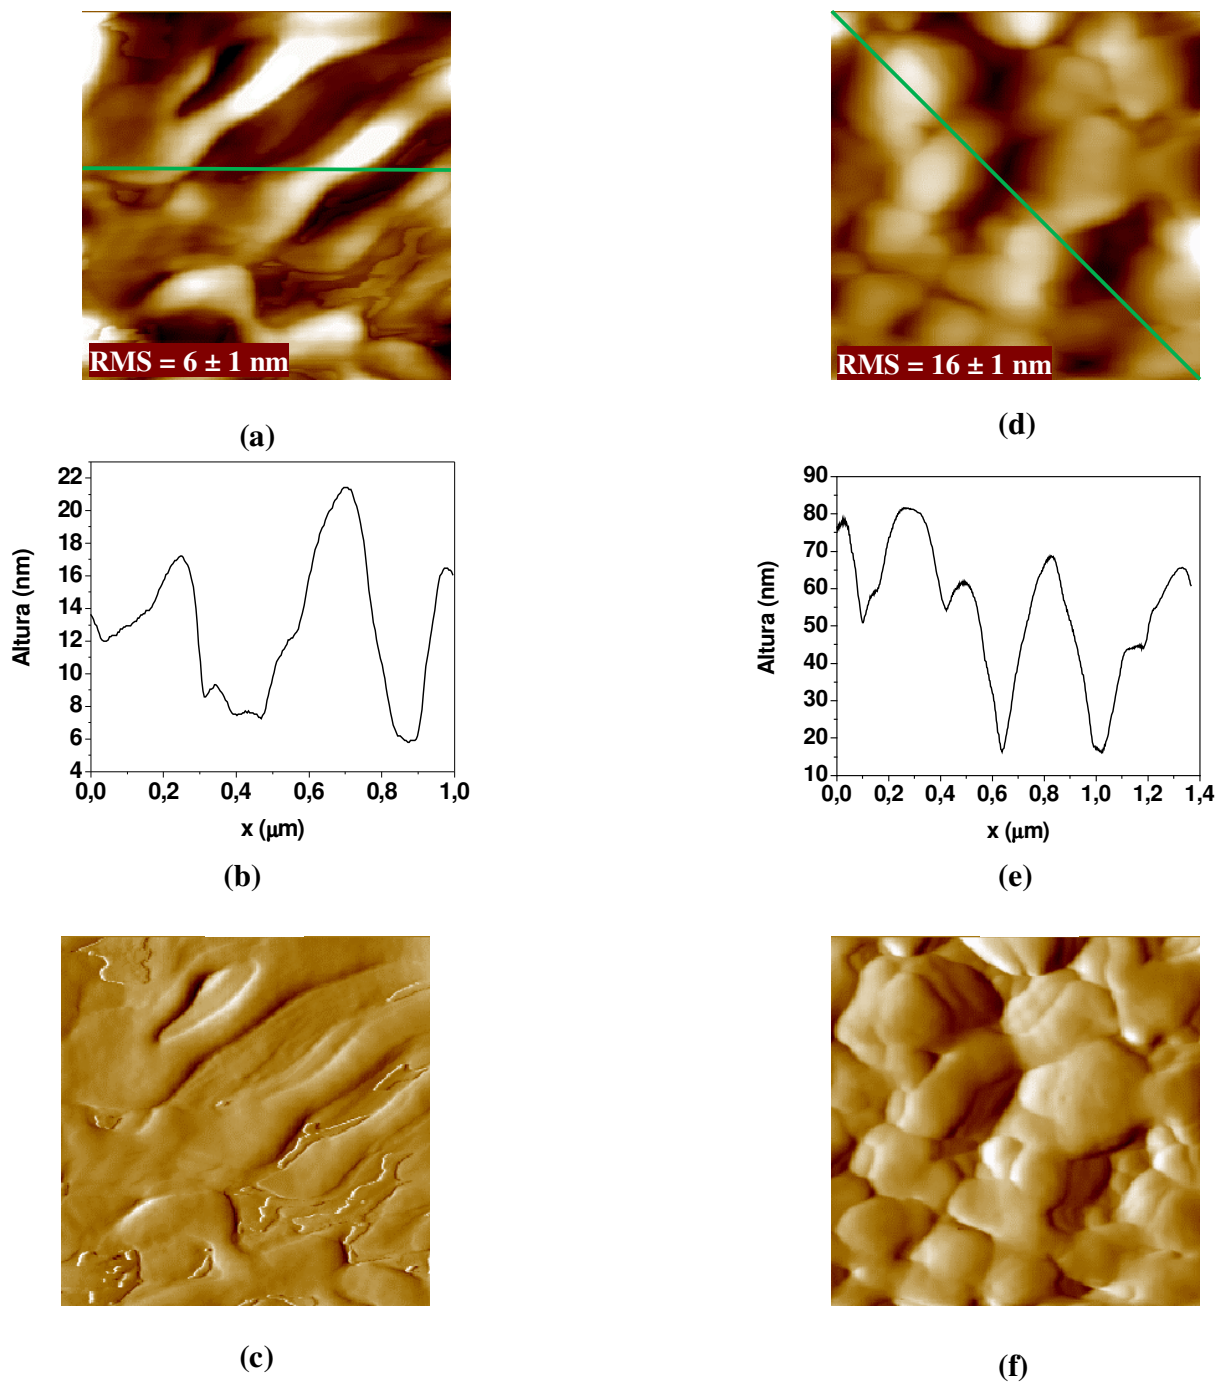 RMS = 6 ± 1 nm
(a)
22
20
18
16
14
12
10
8
6
4
Altura (nm)
0,0 0,2 0,4 0,6 0,8 1,0
x (μm)
(b)
(c)
RMS = 16 ± 1 nm
(d)
90
80
70
60
50
40
30
20
10
Altura (nm)
0,0 0,2 0,4 0,6 0,8 1,0 1,2 1,4
x (μm)
(e)
(f)